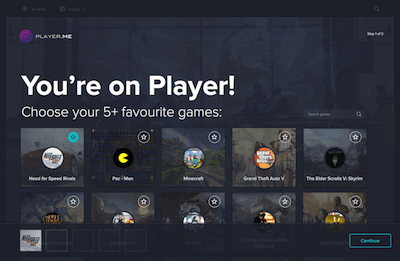 PLAYER.ME
Step 1 of 3
You're on Player!
Choose your 5+ favourite games:
Search games
Need for Speed Rivals
Pac - Man
Minecraft
Grand Theft Auto V
The Elder Scrolls V: Skyrim
Continue